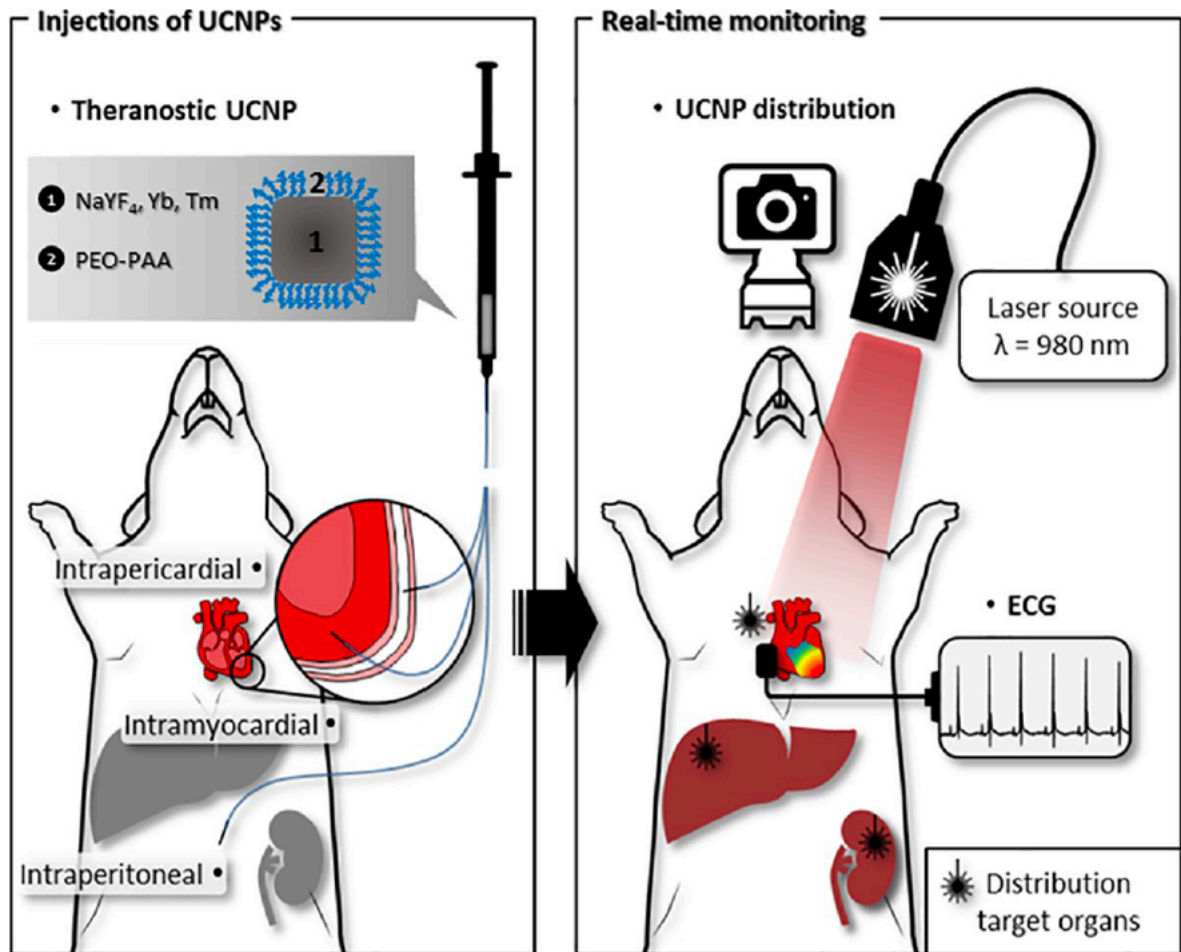 Injections of UCNPs
• Theranostic UCNP
1 NaYF₄, Yb, Tm
2 PEO-PAA
2
1
Intrapericardial •
Intramyocardial •
Intraperitoneal •
Real-time monitoring
• UCNP distribution
Laser source
λ = 980 nm
• ECG
Distribution
target organs